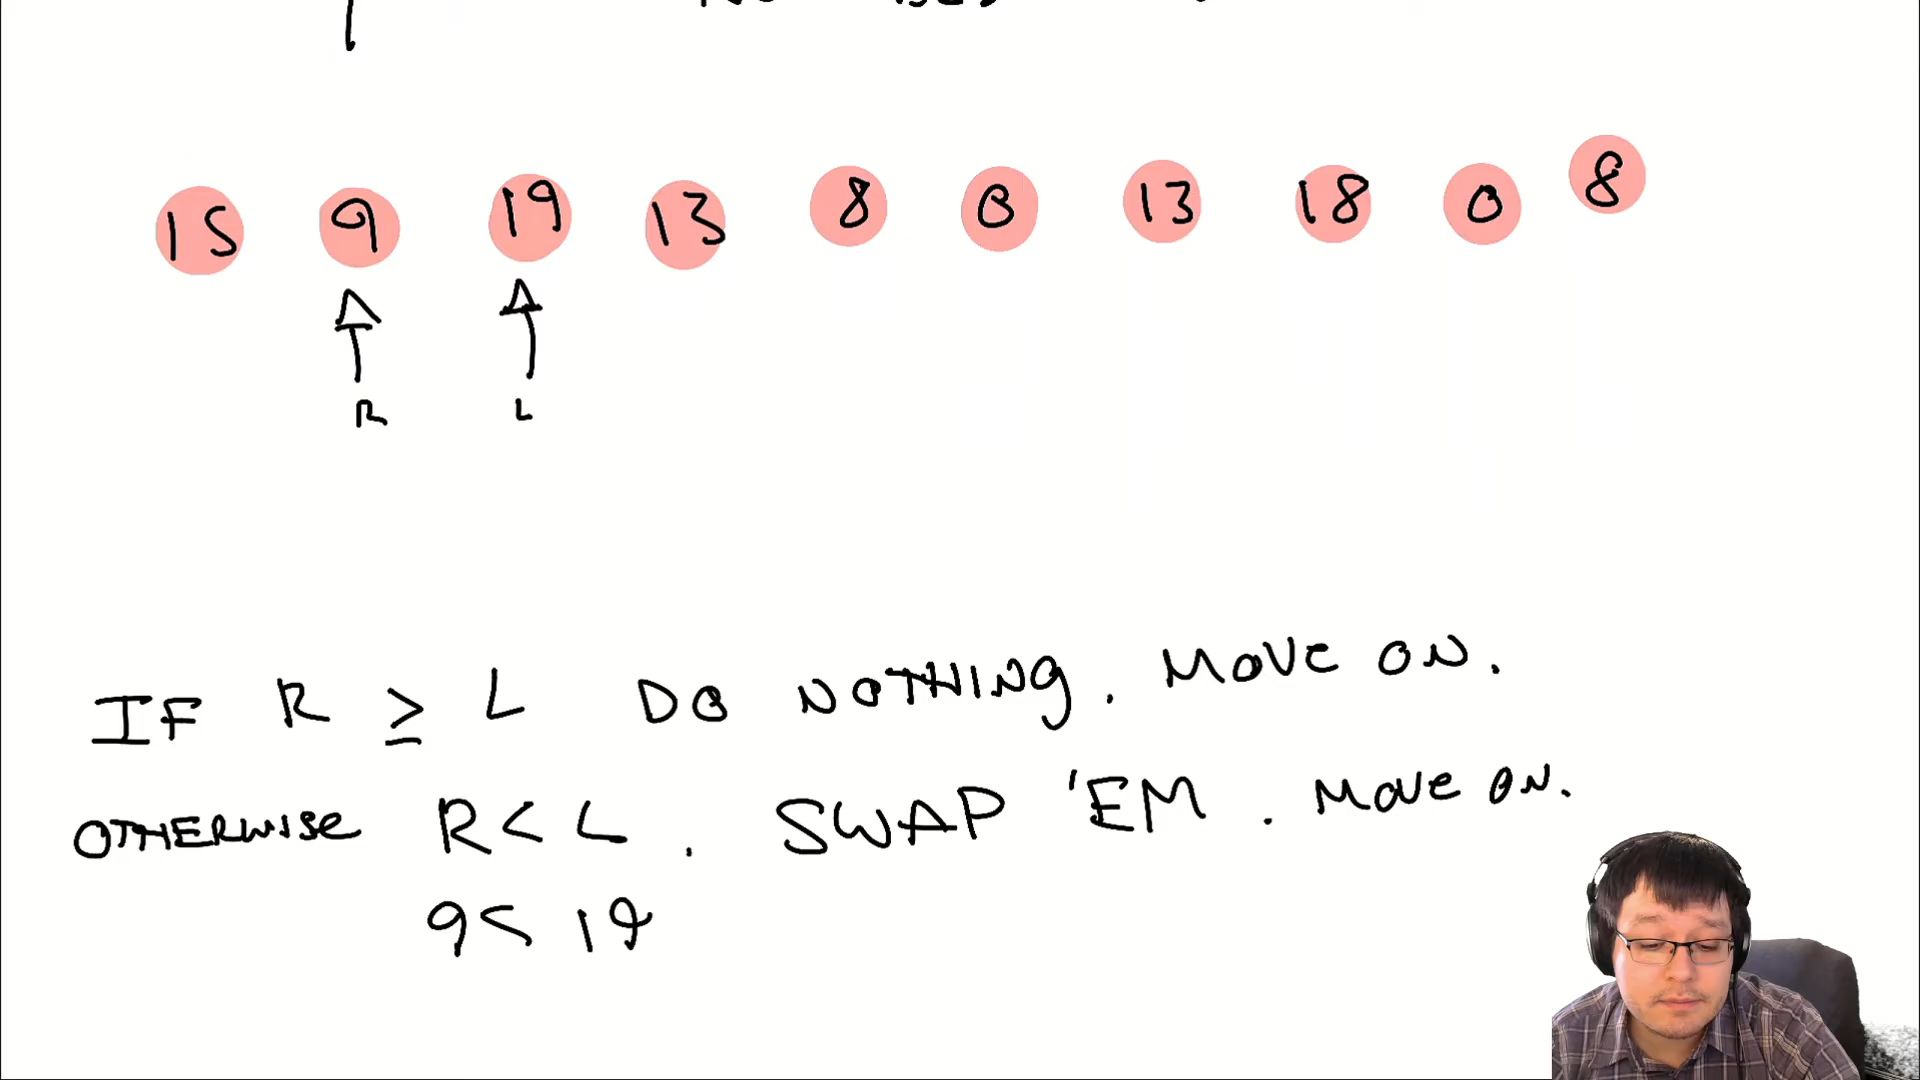 15 9 19 13 8 0 13 18 0 8
R L
IF R ≥ L DO NOTHING. MOVE ON.
OTHERWISE R < L. SWAP 'EM. MOVE ON.
9 < 19